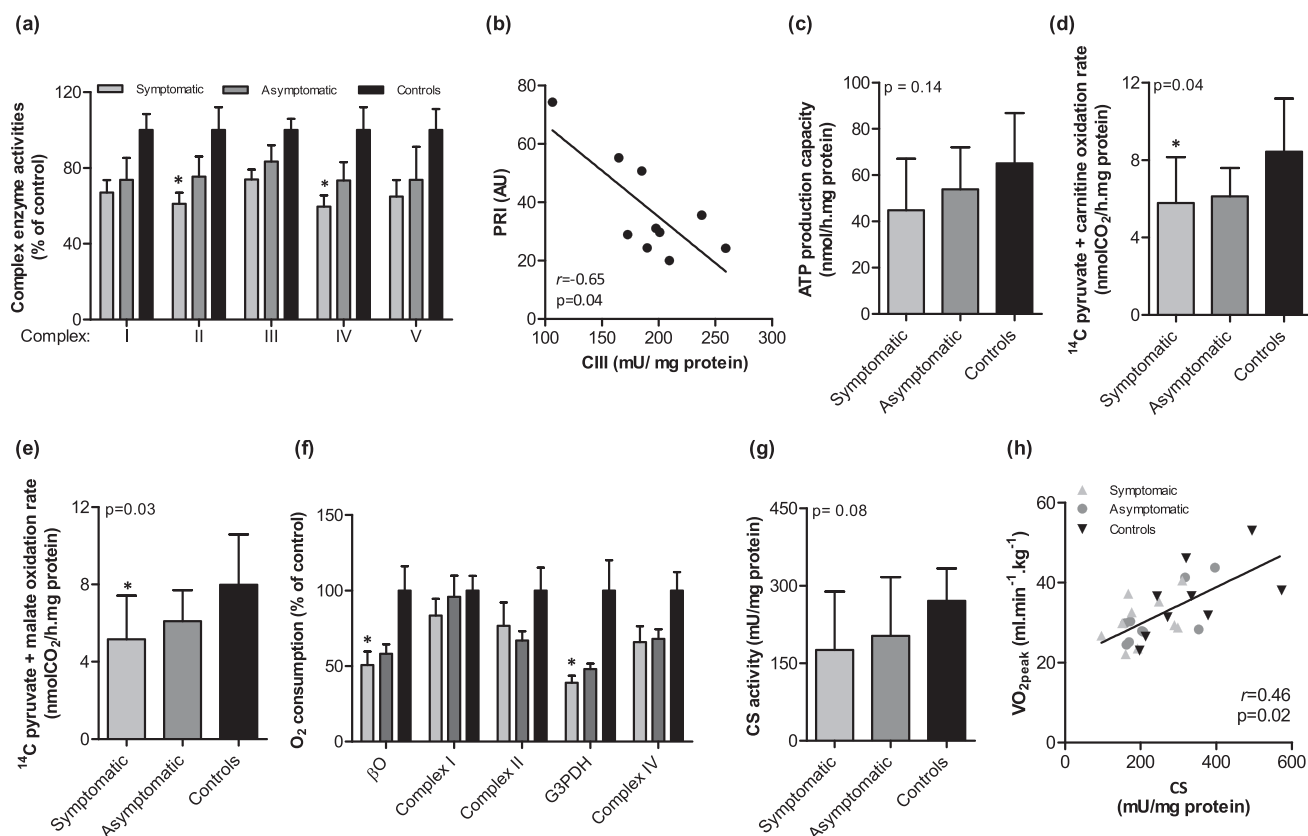 (a)
Symptomatic Asymptomatic Controls
Complex enzyme activities
(% of control)
120
80
40
0
Complex: I II III IV V
* *
(b)
PRI (AU)
80
60
40
20
0
r=-0.65
p=0.04
100 150 200 250 300
CIII (mU/ mg protein)
(c)
ATP production capacity
(nmol/h.mg protein)
100
80
60
40
20
0
p = 0.14
Symptomatic
Asymptomatic
Controls
(d)
¹⁴C pyruvate + carnitine oxidation rate
(nmolCO₂/h.mg protein)
12
8
4
0
p=0.04
*
Symptomatic
Asymptomatic
Controls
(e)
¹⁴C pyruvate + malate oxidation rate
(nmolCO₂/h.mg protein)
12
8
4
0
p=0.03
*
Symptomatic
Asymptomatic
Controls
(f)
O₂ consumption (% of control)
150
100
50
0
* *
βO
Complex I
Complex II
G3PDH
Complex IV
(g)
CS activity (mU/mg protein)
450
300
150
0
p= 0.08
Symptomatic
Asymptomatic
Controls
(h)
Symptomaic
Asymptomatic
Controls
VO₂peak (ml.min⁻¹.kg⁻¹)
60
40
20
0
r=0.46
p=0.02
0 200 400 600
CS
(mU/mg protein)